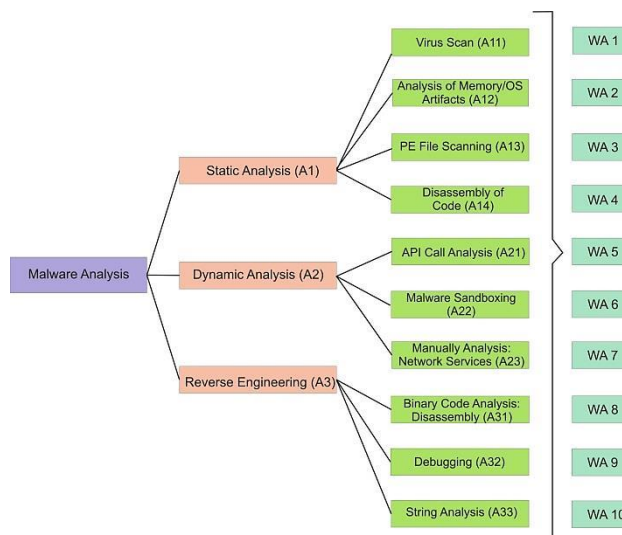 Virus Scan (A11)
WA 1
Analysis of Memory/OS
Artifacts (A12)
WA 2
PE File Scanning (A13)
WA 3
Static Analysis (A1)
Disassembly of
Code (A14)
WA 4
API Call Analysis (A21)
WA 5
Malware Analysis
Dynamic Analysis (A2)
Malware Sandboxing
(A22)
WA 6
Manually Analysis:
Network Services (A23)
WA 7
Reverse Engineering (A3)
Binary Code Analysis:
Disassembly (A31)
WA 8
Debugging (A32)
WA 9
String Analysis (A33)
WA 10